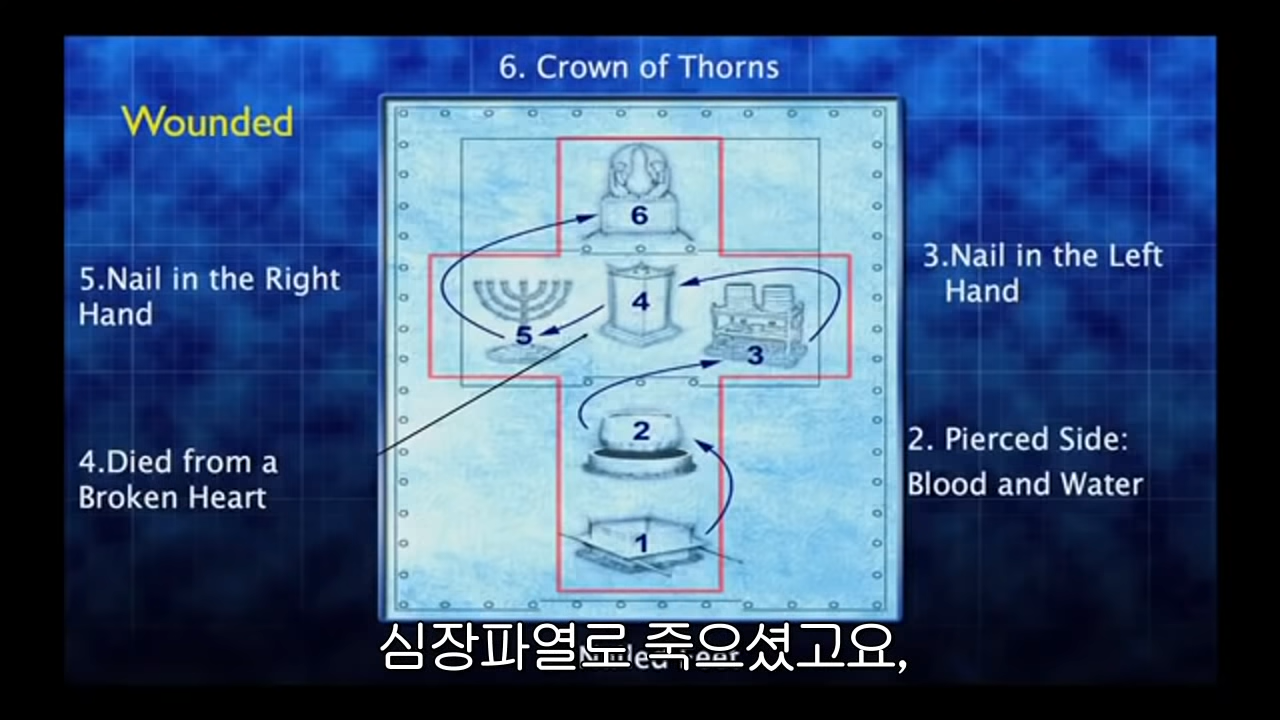 6. Crown of Thorns
Wounded
6
5.Nail in the Right
Hand
3.Nail in the Left
Hand
4
5
3
2
4.Died from a
Broken Heart
2. Pierced Side:
Blood and Water
1
심장파열로 죽으셨고요,